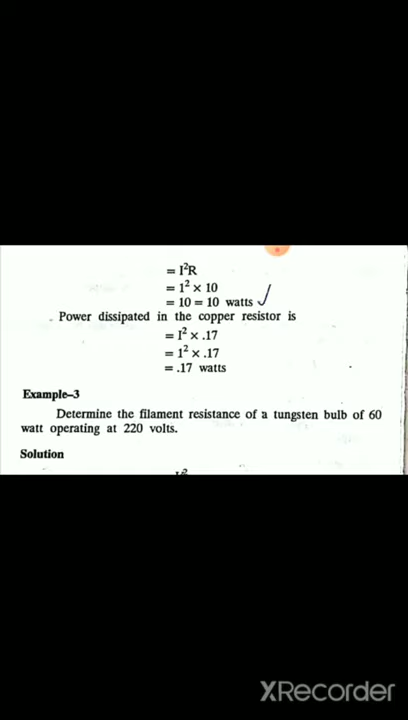 = I²R
= 1² × 10
= 10 = 10 watts
Power dissipated in the copper resistor is
= I² × .17
= 1² × .17
= .17 watts
Example–3
Determine the filament resistance of a tungsten bulb of 60
watt operating at 220 volts.
Solution
XRecorder